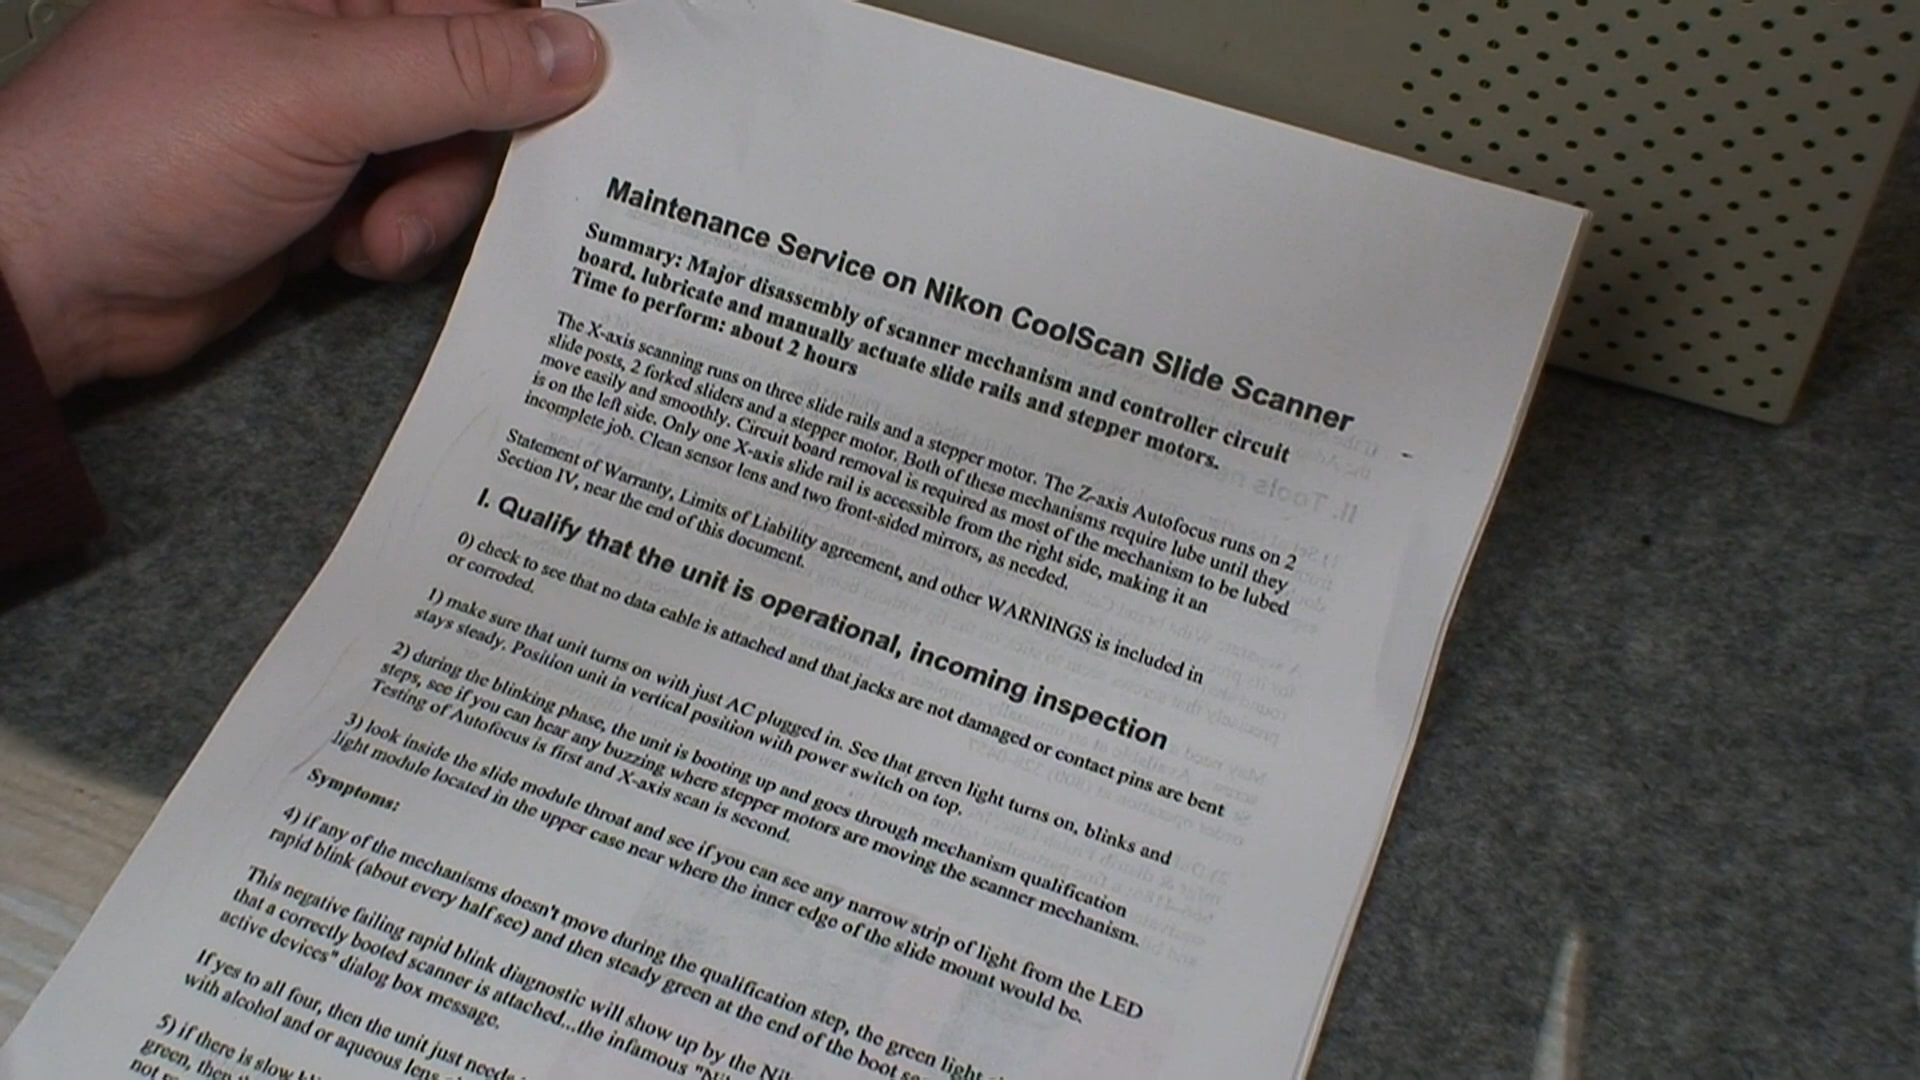 Maintenance Service on Nikon CoolScan Slide Scanner
Summary: Major disassembly of scanner mechanism and controller circuit
board, lubricate and manually actuate slide rails and stepper motors.
Time to perform: about 2 hours
The X-axis scanning runs on three slide rails and a stepper motor. The Z-axis Autofocus runs on 2
slide posts, 2 forked sliders and a stepper motor. Both of these mechanisms require lube until they
move easily and smoothly. Circuit board removal is required as most of the mechanism to be lubed
is on the left side. Only one X-axis slide rail is accessible from the right side, making it an
incomplete job. Clean sensor lens and two front-sided mirrors, as needed.
Statement of Warranty, Limits of Liability agreement, and other WARNINGS is included in
Section IV, near the end of this document.
I. Qualify that the unit is operational, incoming inspection
0) check to see that no data cable is attached and that jacks are not damaged or contact pins are bent
or corroded.
1) make sure that unit turns on with just AC plugged in. See that green light turns on, blinks and
stays steady. Position unit in vertical position with power switch on top.
2) during the blinking phase, the unit is booting up and goes through mechanism qualification
steps, see if you can hear any buzzing where stepper motors are moving the scanner mechanism.
Testing of Autofocus is first and X-axis scan is second.
3) look inside the slide module throat and see if you can see any narrow strip of light from the LED
light module located in the upper case near where the inner edge of the slide mount would be.
Symptoms:
4) if any of the mechanisms doesn't move during the qualification step, the green light
rapid blink (about every half sec) and then steady green at the end of the boot
This negative failing rapid blink diagnostic will show up by the
that a correctly booted scanner is attached...the infamous
active devices" dialog box message.
If yes to all four, then the unit just needs
with alcohol and or aqueous lens
5) if there is slow
green, then
not